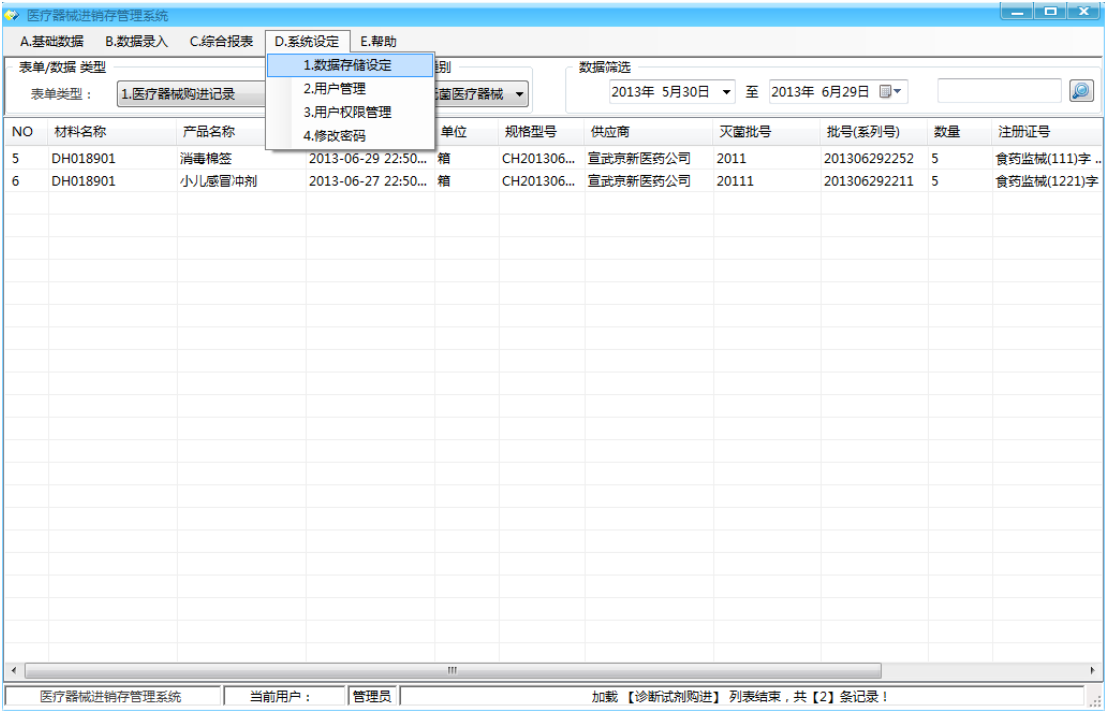 医疗器械进销存管理系统
A.基础数据 B.数据录入 C.综合报表 D.系统设定 E.帮助
1.数据存储设定
2.用户管理
3.用户权限管理
4.修改密码
表单/数据 类型 别 数据筛选
表单类型： 1.医疗器械购进记录 菌医疗器械 2013年 5月30日 至 2013年 6月29日
NO 材料名称 产品名称 单位 规格型号 供应商 灭菌批号 批号(系列号) 数量 注册证号
5 DH018901 消毒棉签 2013-06-29 22:50... 箱 CH201306... 宣武京新医药公司 2011 201306292252 5 食药监械(111)字 ..
6 DH018901 小儿感冒冲剂 2013-06-27 22:50... 箱 CH201306... 宣武京新医药公司 20111 201306292211 5 食药监械(1221)字
医疗器械进销存管理系统 当前用户： 管理员 加载 【诊断试剂购进】 列表结束，共【2】条记录！